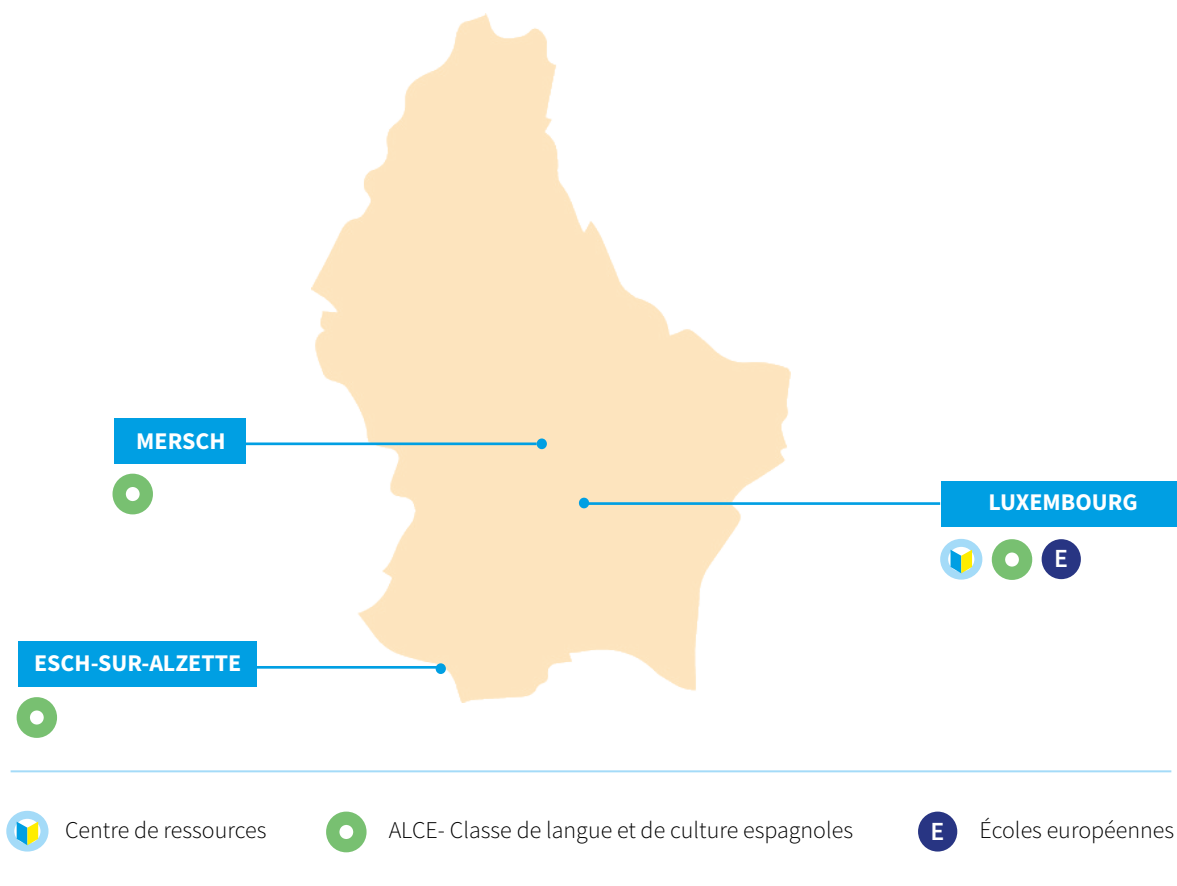 MERSCH
LUXEMBOURG
E
ESCH-SUR-ALZETTE
Centre de ressources
ALCE- Classe de langue et de culture espagnoles
E Écoles européennes